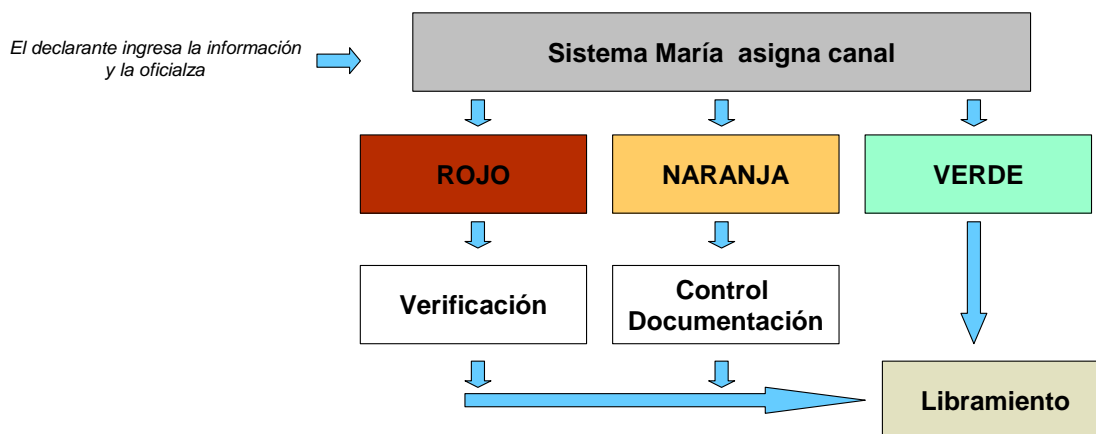 El declarante ingresa la información
y la oficialza
Sistema María asigna canal
ROJO
NARANJA
VERDE
Verificación
Control
Documentación
Libramiento